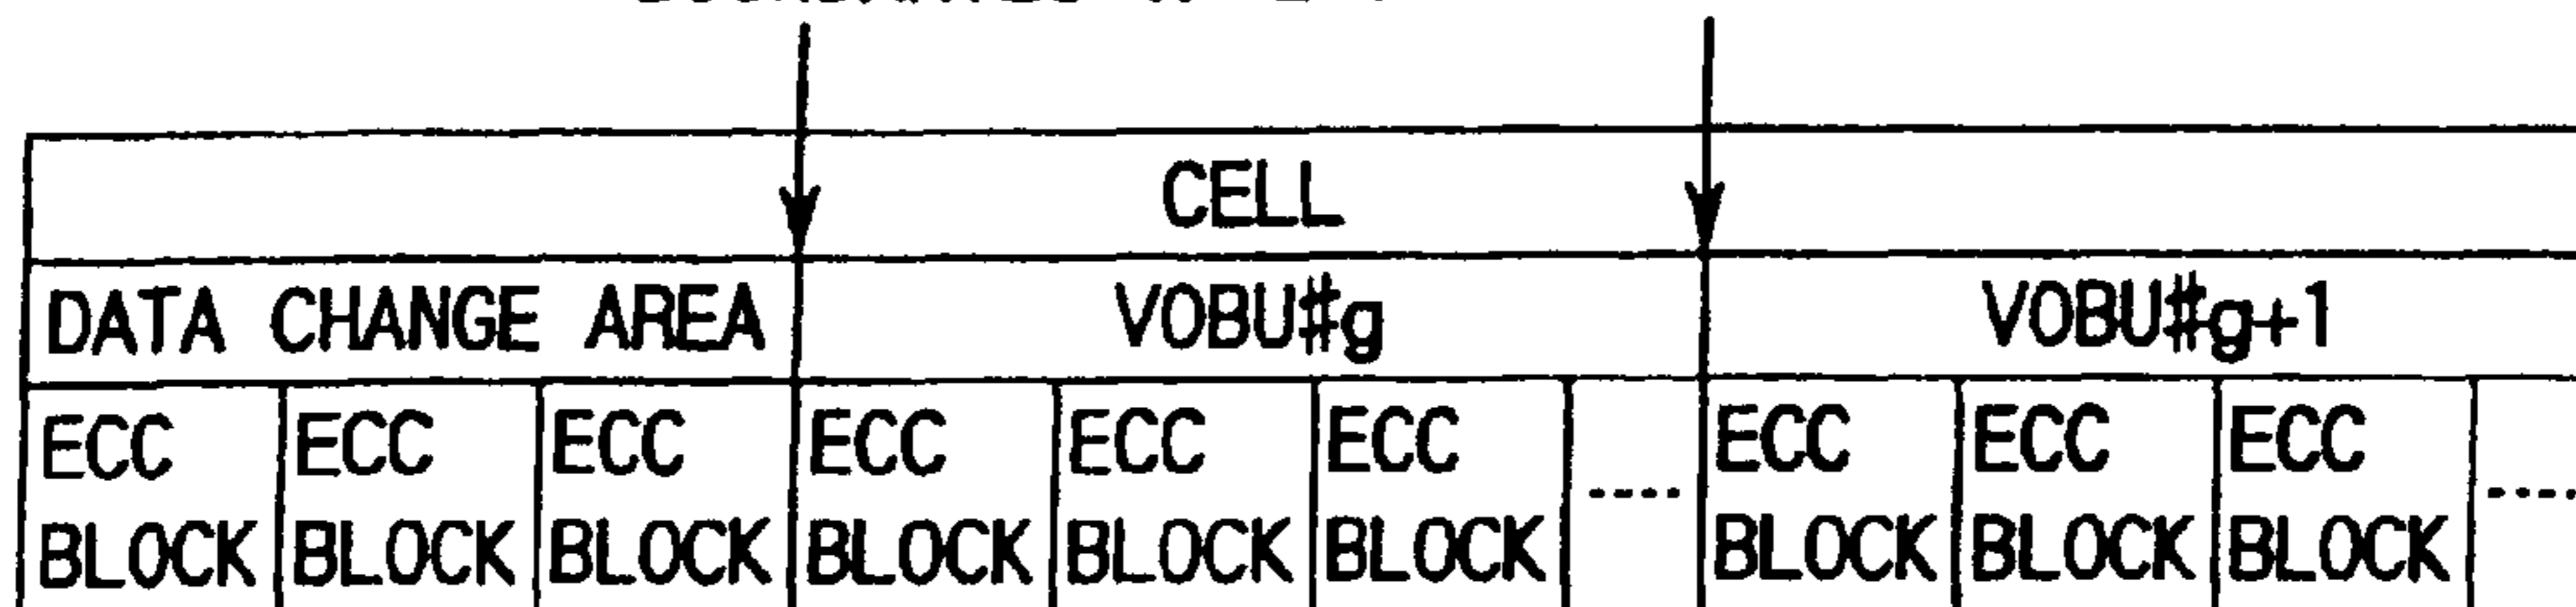 CELL
DATA CHANGE AREA VOBU#g VOBU#g+1
ECC ECC ECC ECC ECC ECC ECC ECC ECC
BLOCK BLOCK BLOCK BLOCK BLOCK BLOCK ..... BLOCK BLOCK BLOCK ....